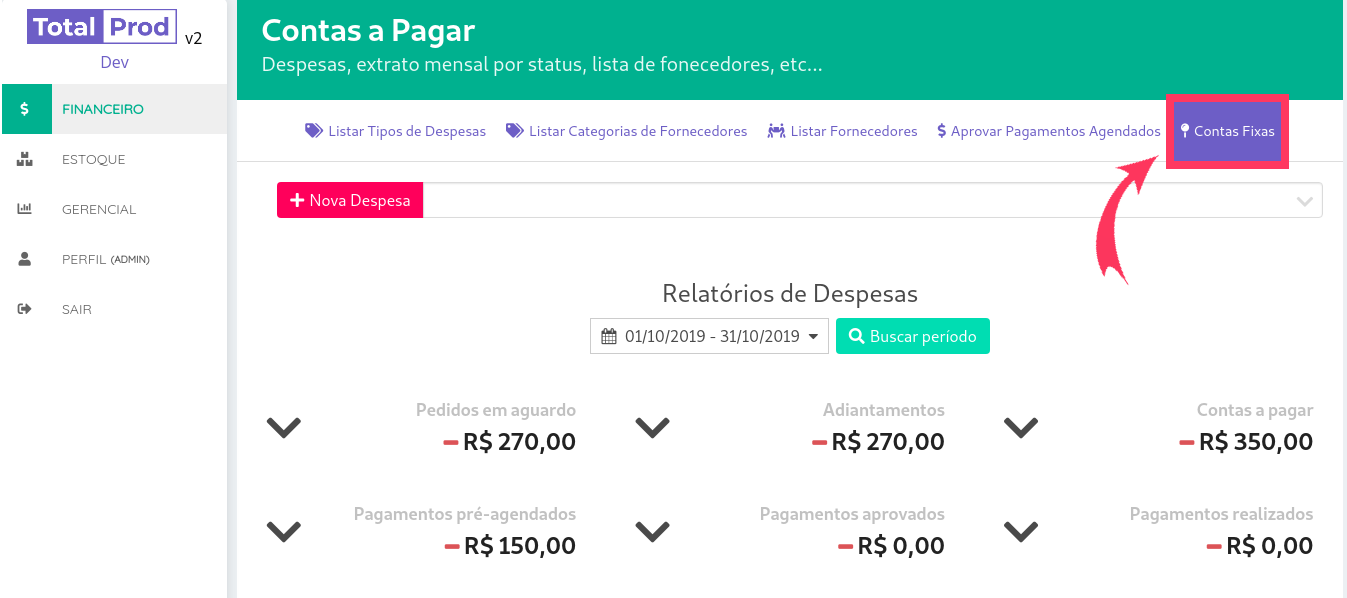 Total Prod v2
Dev
FINANCEIRO
ESTOQUE
GERENCIAL
PERFIL (ADMIN)
SAIR
Contas a Pagar
Despesas, extrato mensal por status, lista de fonecedores, etc...
Listar Tipos de Despesas Listar Categorias de Fornecedores Listar Fornecedores $ Aprovar Pagamentos Agendados Contas Fixas
+ Nova Despesa
Relatórios de Despesas
01/10/2019 - 31/10/2019 Buscar período
Pedidos em aguardo Adiantamentos Contas a pagar
− R$ 270,00 − R$ 270,00 − R$ 350,00
Pagamentos pré-agendados Pagamentos aprovados Pagamentos realizados
− R$ 150,00 − R$ 0,00 − R$ 0,00